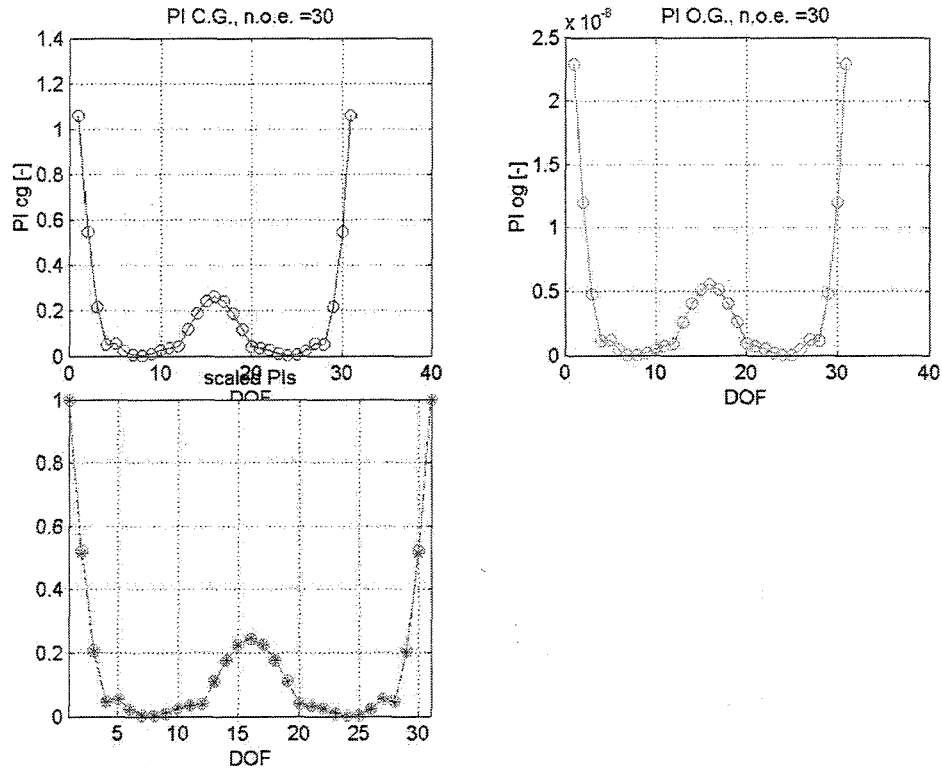 PI C.G., n.o.e. =30
1.4
1.2
1
0.8
0.6
0.4
0.2
0
PI cg [-]
0 10 20 30 40
DOF
PI O.G., n.o.e. =30
x 10^-8
2.5
2
1.5
1
0.5
0
PI og [-]
0 10 20 30 40
DOF
scaled PIs
1
0.8
0.6
0.4
0.2
0
5 10 15 20 25 30
DOF